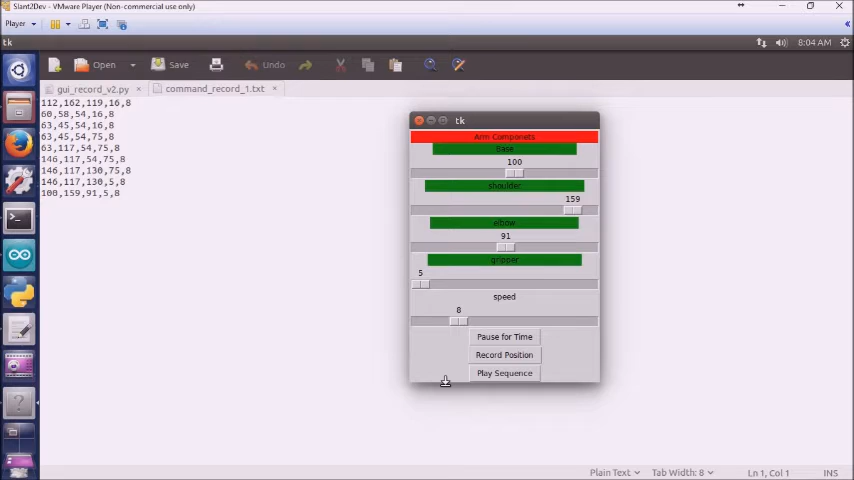 Slant2Dev - VMware Player (Non-commercial use only)
Player
tk
8:04 AM
Open
Save
Undo
gui_record_v2.py ×
command_record_1.txt ×
112,162,119,16,8
60,58,54,16,8
63,45,54,16,8
63,45,54,75,8
63,117,54,75,8
146,117,54,75,8
146,117,130,75,8
146,117,130,5,8
100,159,91,5,8
tk
Arm Componets
Base
100
shoulder
159
elbow
91
gripper
5
speed
8
Pause for Time
Record Position
Play Sequence
Plain Text
Tab Width: 8
Ln 1, Col 1
INS